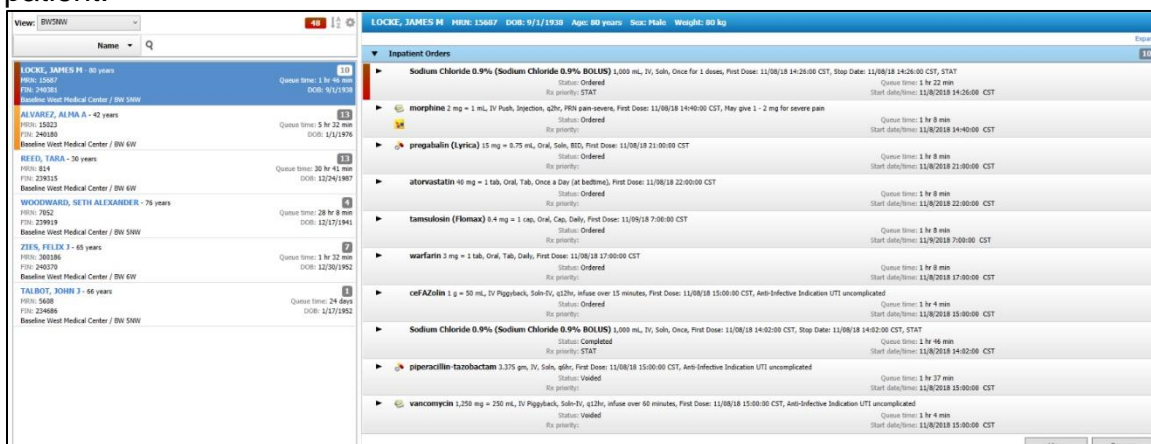 patient.
View: BW5NW 48
Name
LOCKE, JAMES M - 80 years 10
MRN: 15687 Queue time: 1 hr 46 min
FIN: 240381 DOB: 9/1/1938
Baseline West Medical Center / BW 5NW
ALVAREZ, ALMA A - 42 years 13
MRN: 15023 Queue time: 5 hr 32 min
FIN: 240180 DOB: 1/1/1976
Baseline West Medical Center / BW 6W
REED, TARA - 30 years 13
MRN: 814 Queue time: 30 hr 41 min
FIN: 239315 DOB: 12/24/1987
Baseline West Medical Center / BW 6W
WOODWARD, SETH ALEXANDER - 76 years 4
MRN: 7052 Queue time: 28 hr 8 min
FIN: 239919 DOB: 12/17/1941
Baseline West Medical Center / BW 5NW
ZIES, FELIX J - 65 years 7
MRN: 300186 Queue time: 1 hr 32 min
FIN: 240370 DOB: 12/30/1952
Baseline West Medical Center / BW 6W
TALBOT, JOHN J - 66 years 1
MRN: 5608 Queue time: 24 days
FIN: 234686 DOB: 1/17/1952
Baseline West Medical Center / BW 5NW
LOCKE, JAMES M MRN: 15687 DOB: 9/1/1938 Age: 80 years Sex: Male Weight: 80 kg
Inpatient Orders 10
Sodium Chloride 0.9% (Sodium Chloride 0.9% BOLUS) 1,000 mL, IV, Soln, Once for 1 doses, First Dose: 11/08/18 14:26:00 CST, Stop Date: 11/08/18 14:26:00 CST, STAT
Status: Ordered Queue time: 1 hr 22 min
Rx priority: STAT Start date/time: 11/8/2018 14:26:00 CST
morphine 2 mg = 1 mL, IV Push, Injection, q2hr, PRN pain-severe, First Dose: 11/08/18 14:40:00 CST, May give 1 - 2 mg for severe pain
Status: Ordered Queue time: 1 hr 8 min
Rx priority: Start date/time: 11/8/2018 14:40:00 CST
pregabalin (Lyrica) 15 mg = 0.75 mL, Oral, Soln, BID, First Dose: 11/08/18 21:00:00 CST
Status: Ordered Queue time: 1 hr 8 min
Rx priority: Start date/time: 11/8/2018 21:00:00 CST
atorvastatin 40 mg = 1 tab, Oral, Tab, Once a Day (at bedtime), First Dose: 11/08/18 22:00:00 CST
Status: Ordered Queue time: 1 hr 8 min
Rx priority: Start date/time: 11/8/2018 22:00:00 CST
tamsulosin (Flomax) 0.4 mg = 1 cap, Oral, Cap, Daily, First Dose: 11/09/18 7:00:00 CST
Status: Ordered Queue time: 1 hr 8 min
Rx priority: Start date/time: 11/9/2018 7:00:00 CST
warfarin 3 mg = 1 tab, Oral, Tab, Daily, First Dose: 11/08/18 17:00:00 CST
Status: Ordered Queue time: 1 hr 8 min
Rx priority: Start date/time: 11/8/2018 17:00:00 CST
ceFAZolin 1 g = 50 mL, IV Piggyback, Soln-IV, q12hr, infuse over 15 minutes, First Dose: 11/08/18 15:00:00 CST, Anti-Infective Indication UTI uncomplicated
Status: Ordered Queue time: 1 hr 4 min
Rx priority: Start date/time: 11/8/2018 15:00:00 CST
Sodium Chloride 0.9% (Sodium Chloride 0.9% BOLUS) 1,000 mL, IV, Soln, Once, First Dose: 11/08/18 14:02:00 CST, Stop Date: 11/08/18 14:02:00 CST, STAT
Status: Completed Queue time: 1 hr 46 min
Rx priority: STAT Start date/time: 11/8/2018 14:02:00 CST
piperacillin-tazobactam 3.375 gm, IV, Soln, q6hr, First Dose: 11/08/18 15:00:00 CST, Anti-Infective Indication UTI uncomplicated
Status: Voided Queue time: 1 hr 37 min
Rx priority: Start date/time: 11/8/2018 15:00:00 CST
vancomycin 1,250 mg = 250 mL, IV Piggyback, Soln-IV, q12hr, infuse over 60 minutes, First Dose: 11/08/18 15:00:00 CST, Anti-Infective Indication UTI uncomplicated
Status: Voided Queue time: 1 hr 4 min
Rx priority: Start date/time: 11/8/2018 15:00:00 CST